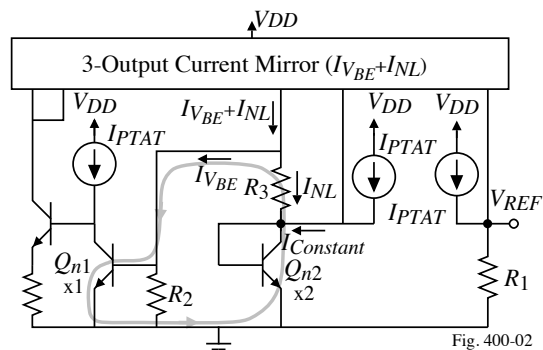 VDD
3-Output Current Mirror (IVBE+INL)
VDD
IPTAT
IVBE+INL
IVBE
R3
INL
VDD
IPTAT
VDD
IPTAT
VREF
IConstant
Qn1
x1
R2
Qn2
x2
R1
Fig. 400-02